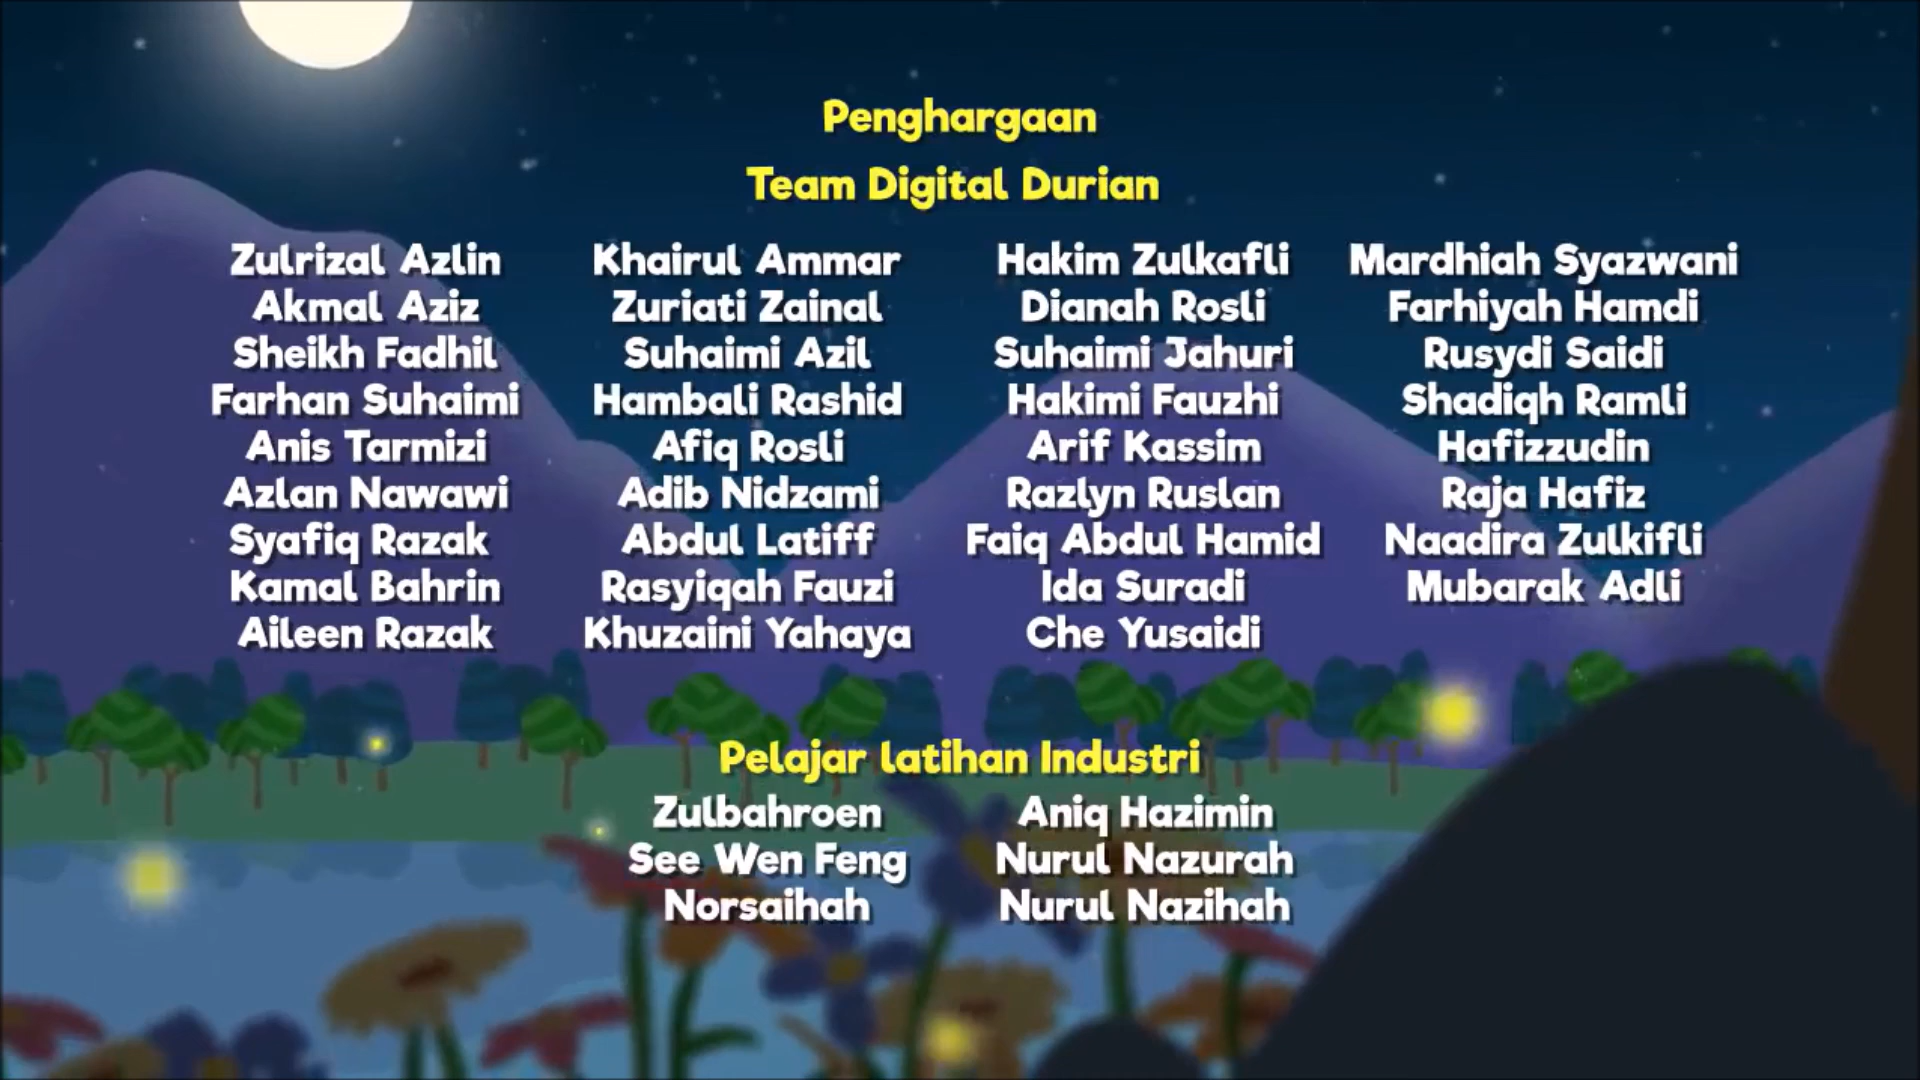 Penghargaan
Team Digital Durian
Zulrizal Azlin Khairul Ammar Hakim Zulkafli Mardhiah Syazwani
Akmal Aziz Zuriati Zainal Dianah Rosli Farhiyah Hamdi
Sheikh Fadhil Suhaimi Azil Suhaimi Jahuri Rusydi Saidi
Farhan Suhaimi Hambali Rashid Hakimi Fauzhi Shadiqh Ramli
Anis Tarmizi Afiq Rosli Arif Kassim Hafizzudin
Azlan Nawawi Adib Nidzami Razlyn Ruslan Raja Hafiz
Syafiq Razak Abdul Latiff Faiq Abdul Hamid Naadira Zulkifli
Kamal Bahrin Rasyiqah Fauzi Ida Suradi Mubarak Adli
Aileen Razak Khuzaini Yahaya Che Yusaidi
Pelajar latihan Industri
Zulbahroen Aniq Hazimin
See Wen Feng Nurul Nazurah
Norsaihah Nurul Nazihah